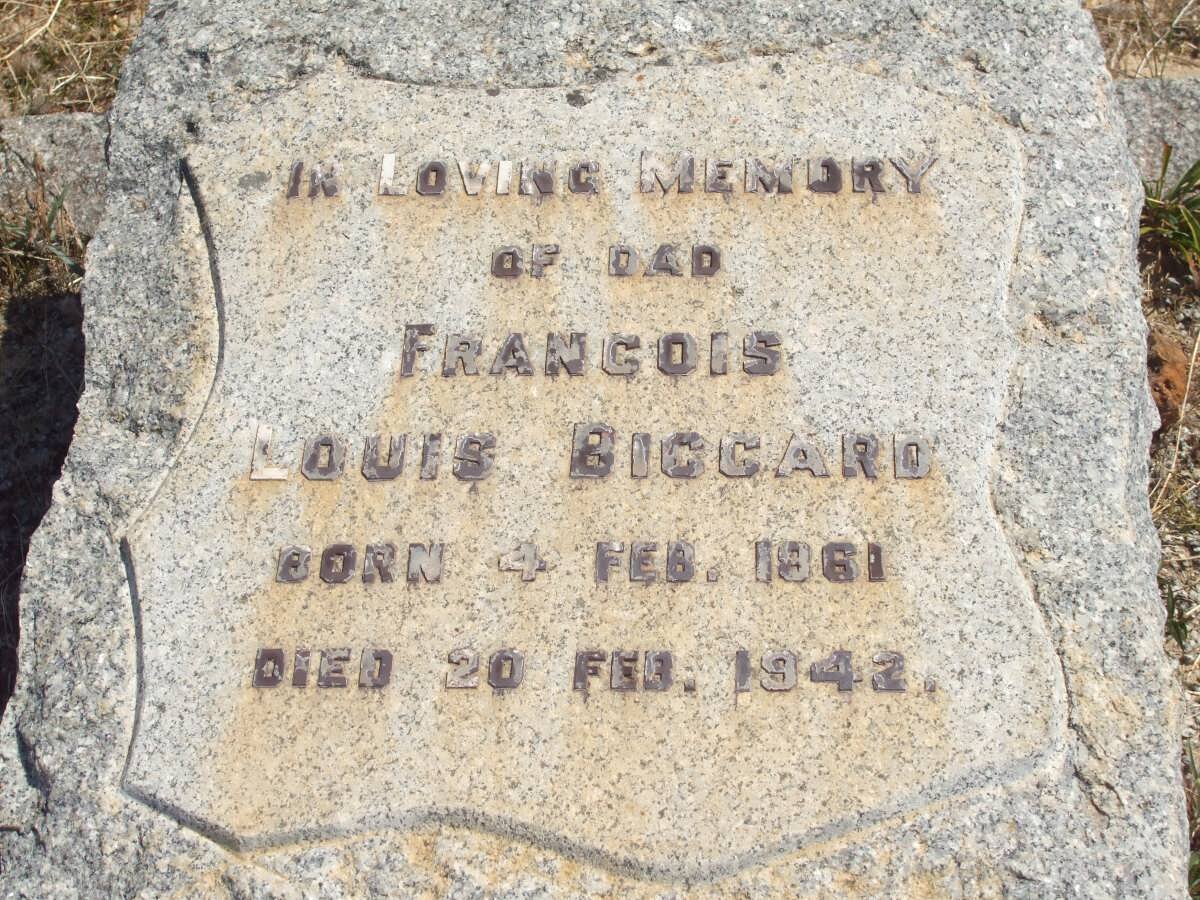 IN LOVING MEMORY
OF DAD
FRANCOIS
LOUIS BICCARD
BORN 4 FEB. 1861
DIED 20 FEB. 1942.